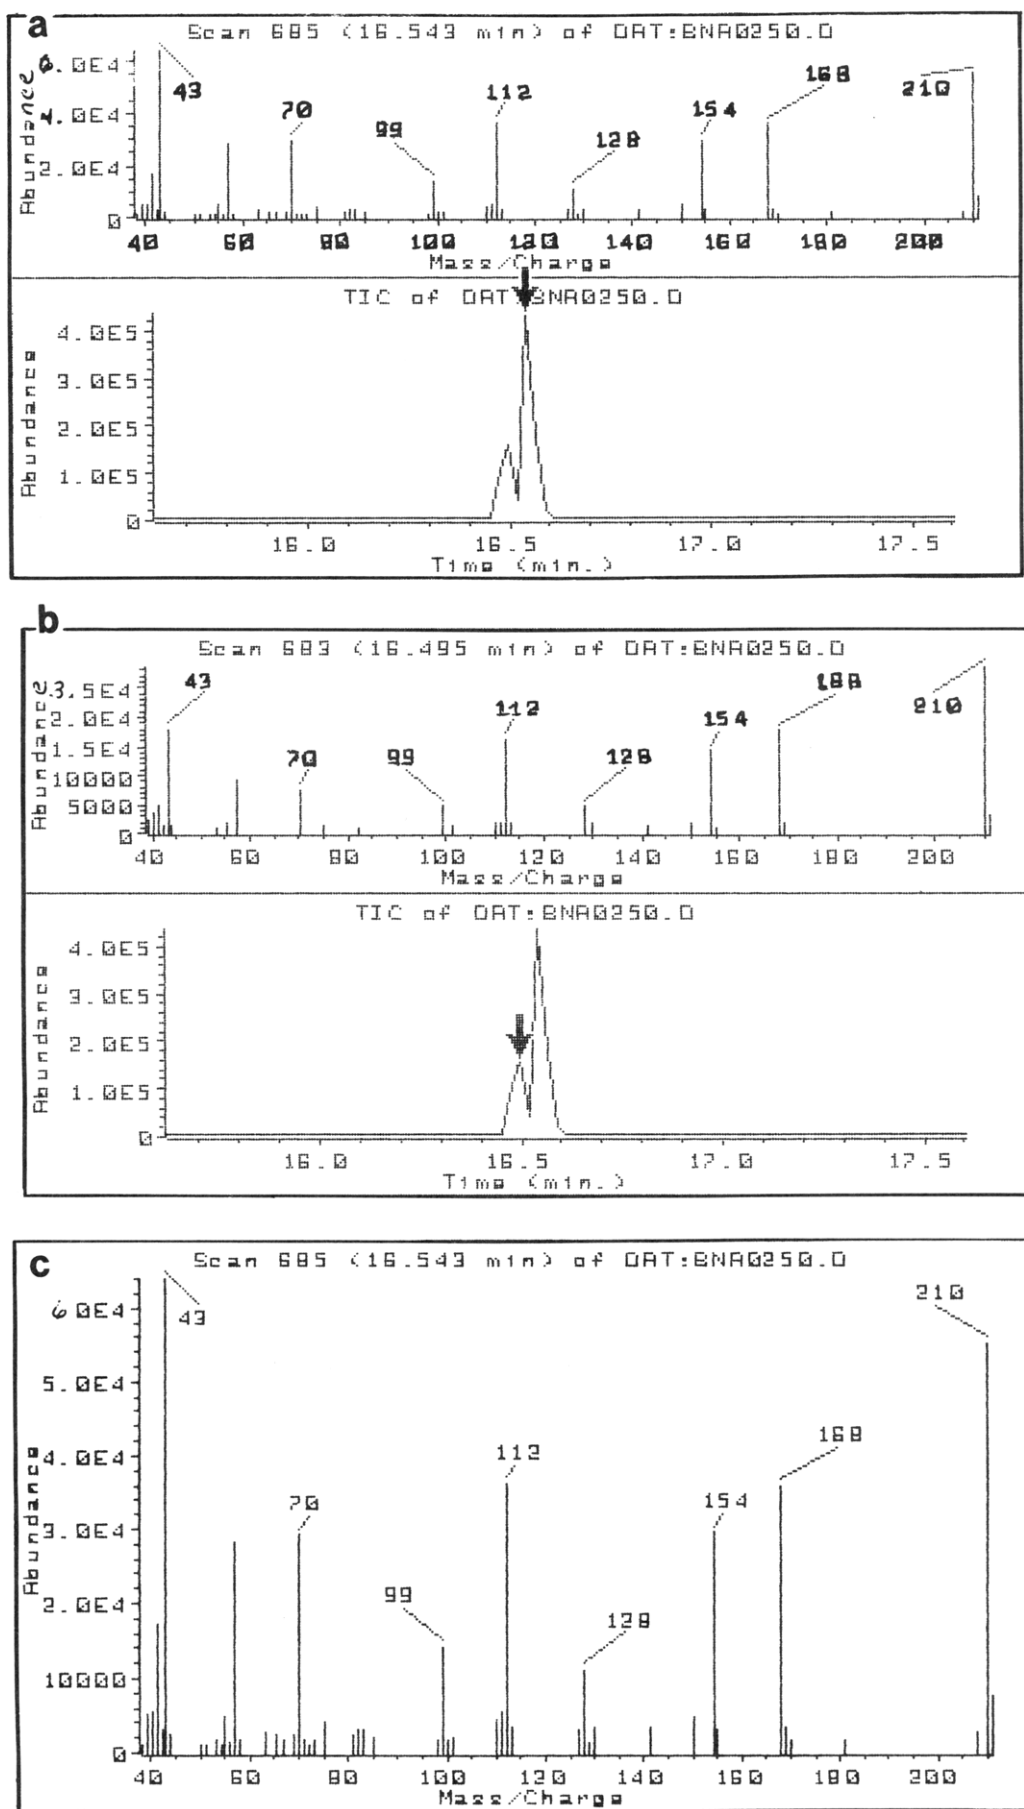 a
Scan 685 (16.543 min) of DAT:BNA0250.D
6.0E4
43
168
210
4.0E4
70
112
154
99
128
2.0E4
0
Abundance
40 60 80 100 120 140 160 180 200
Mass/Charge
TIC of DAT:BNA0250.D
4.0E5
3.0E5
2.0E5
1.0E5
0
Abundance
16.0 16.5 17.0 17.5
Time (min.)
b
Scan 683 (16.495 min) of DAT:BNA0250.D
43
210
112
154
2.0E4
1.5E4
70
99
128
10000
5000
0
Abundance
40 60 80 100 120 140 160 180 200
Mass/Charge
TIC of DAT:BNA0250.D
4.0E5
3.0E5
2.0E5
1.0E5
0
Abundance
16.0 16.5 17.0 17.5
Time (min.)
c
Scan 685 (16.543 min) of DAT:BNA0250.D
6.0E4
43
210
5.0E4
4.0E4
112
168
3.0E4
70
154
2.0E4
99
128
10000
0
Abundance
40 60 80 100 120 140 160 180 200
Mass/Charge